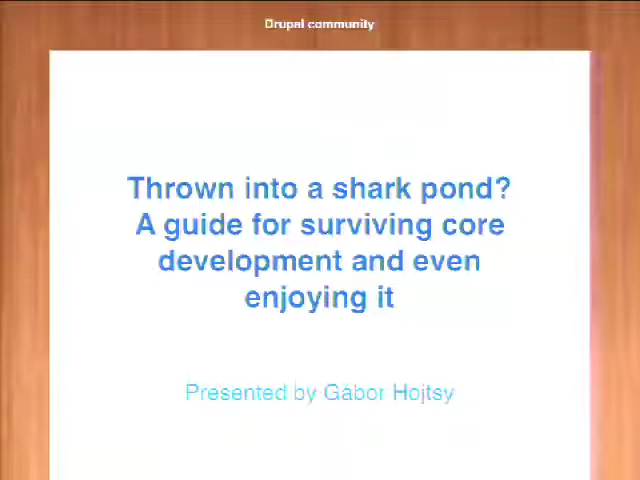 Drupal community
Thrown into a shark pond?
A guide for surviving core
development and even
enjoying it
Presented by Gábor Hojtsy